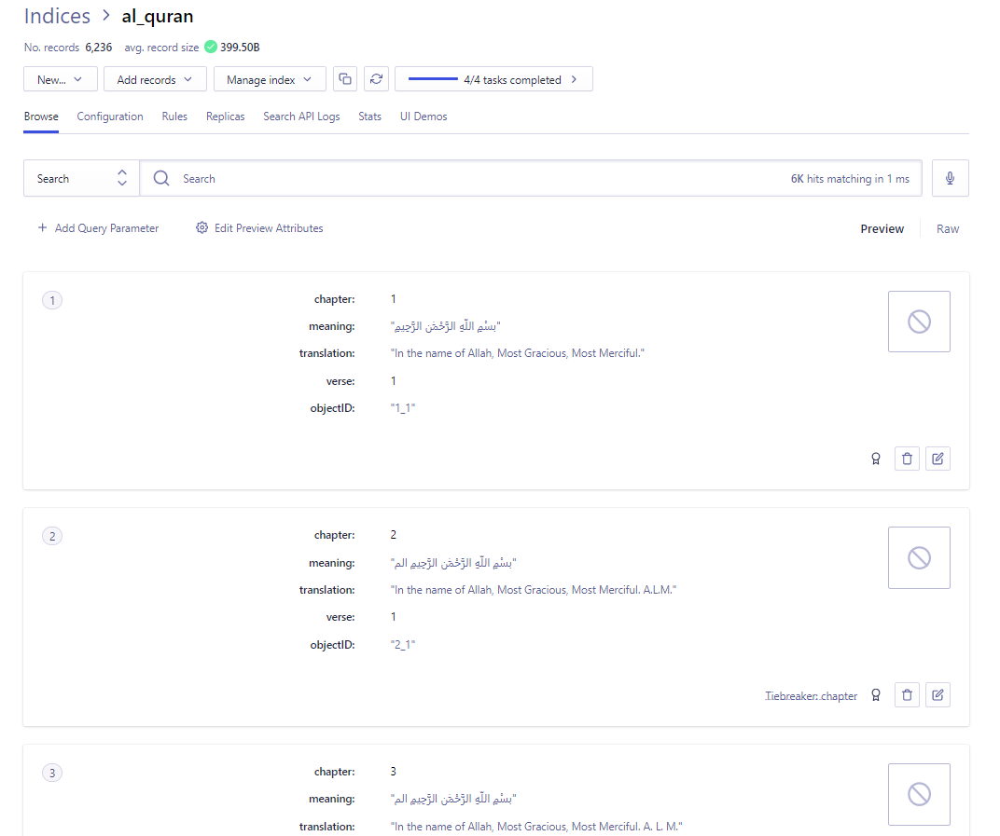 Indices > al_quran
No. records 6,236 avg. record size 399.50B
New... Add records Manage index 4/4 tasks completed >
Browse Configuration Rules Replicas Search API Logs Stats UI Demos
Search Search 6K hits matching in 1 ms
+ Add Query Parameter Edit Preview Attributes Preview Raw
1 chapter: 1
meaning: "بِسْمِ اللَّهِ الرَّحْمَٰنِ الرَّحِيمِ"
translation: "In the name of Allah, Most Gracious, Most Merciful."
verse: 1
objectID: "1_1"
2 chapter: 2
meaning: "بِسْمِ اللَّهِ الرَّحْمَٰنِ الرَّحِيمِ الم"
translation: "In the name of Allah, Most Gracious, Most Merciful. A.L.M."
verse: 1
objectID: "2_1"
Tiebreaker: chapter
3 chapter: 3
meaning: "بِسْمِ اللَّهِ الرَّحْمَٰنِ الرَّحِيمِ الم"
translation: "In the name of Allah, Most Gracious, Most Merciful. A. L. M."